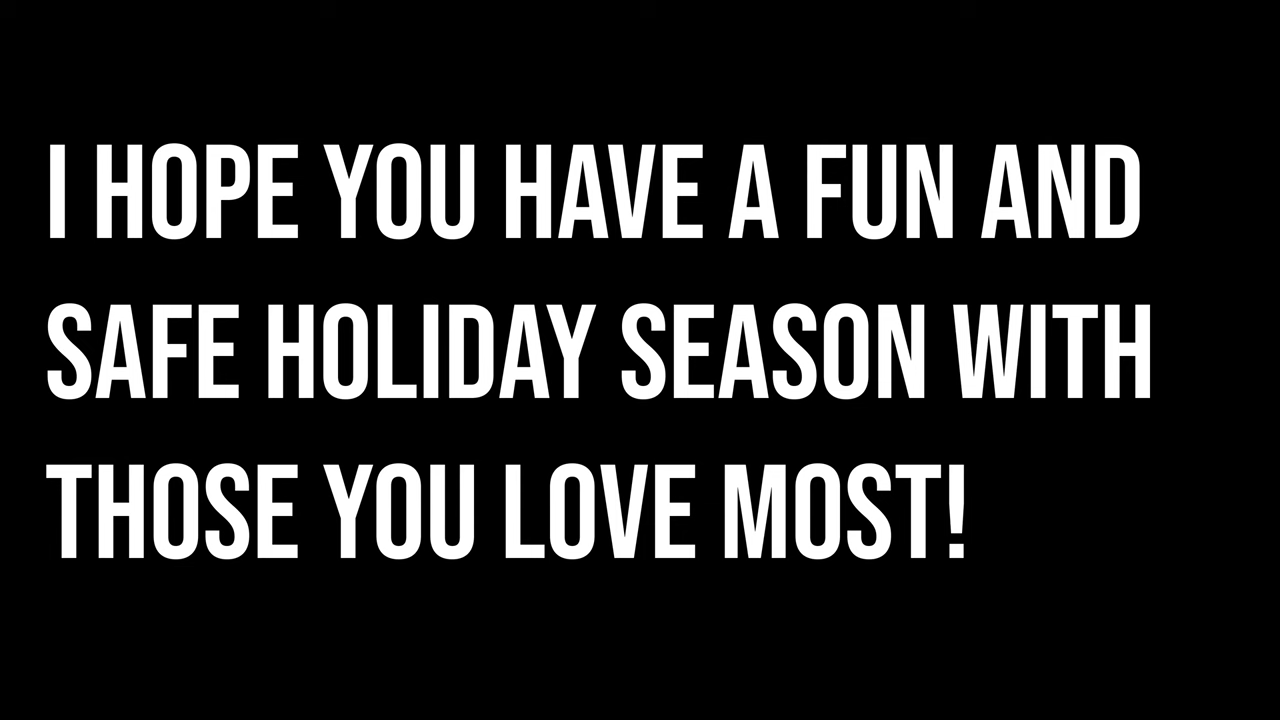 I HOPE YOU HAVE A FUN AND
SAFE HOLIDAY SEASON WITH
THOSE YOU LOVE MOST!